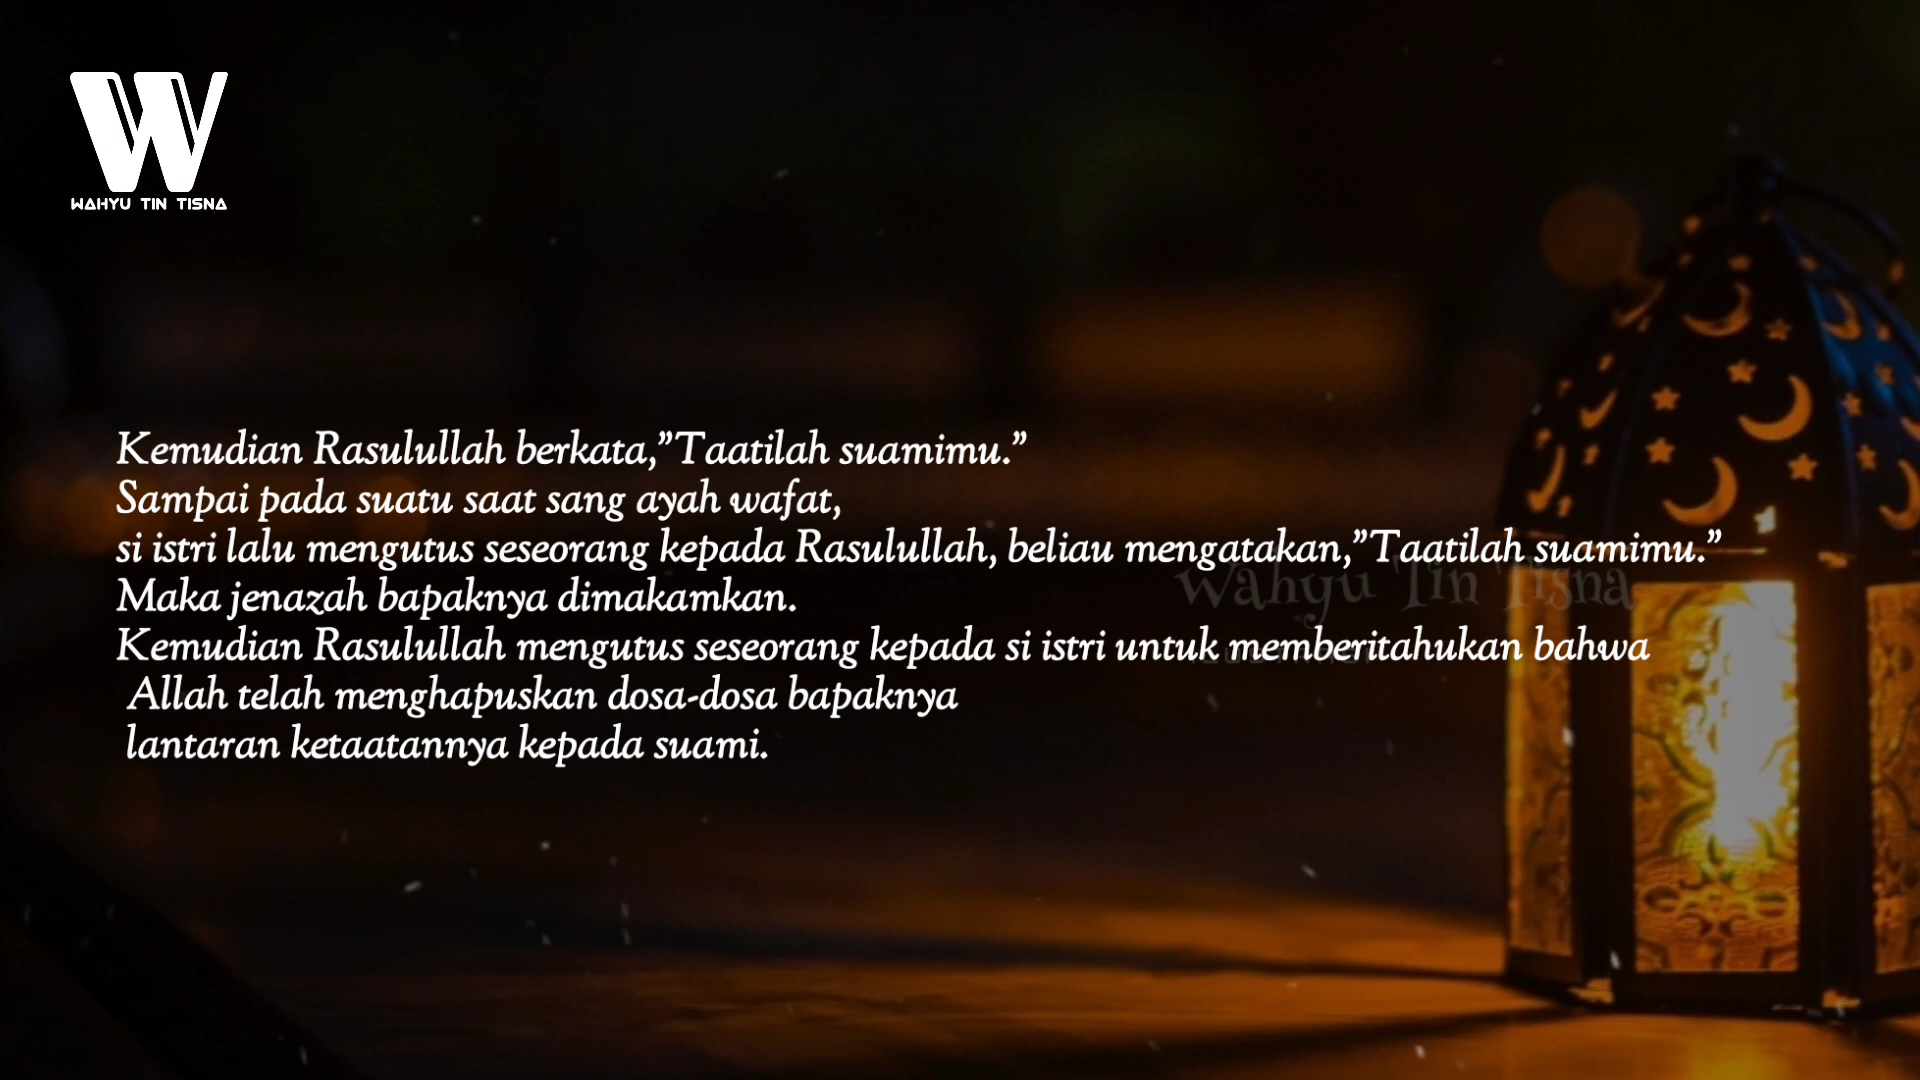 W
WAHYU TIN TISNA
Kemudian Rasulullah berkata,”Taatilah suamimu.”
Sampai pada suatu saat sang ayah wafat,
si istri lalu mengutus seseorang kepada Rasulullah, beliau mengatakan,”Taatilah suamimu.”
Wahyu Tin Tisna
Maka jenazah bapaknya dimakamkan.
Kemudian Rasulullah mengutus seseorang kepada si istri untuk memberitahukan bahwa
Allah telah menghapuskan dosa-dosa bapaknya
lantaran ketaatannya kepada suami.